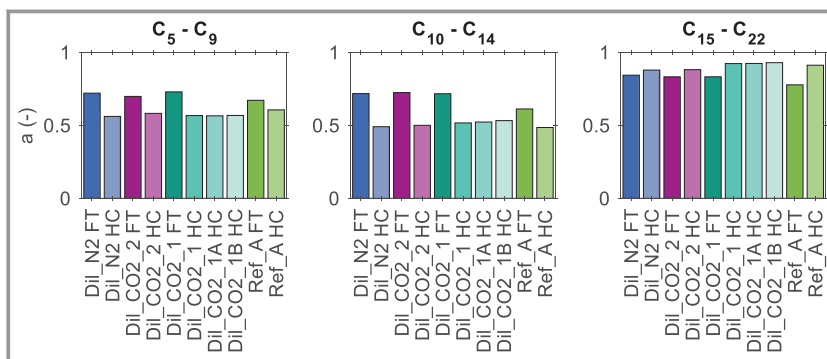 C5 - C9
C10 - C14
C15 - C22
a (-)
1
0.5
0
1
0.5
0
1
0.5
0
Dil_N2 FT
Dil_N2 HC
Dil_CO2_2 FT
Dil_CO2_2 HC
Dil_CO2_1 FT
Dil_CO2_1 HC
Dil_CO2_1A HC
Dil_CO2_1B HC
Ref_A FT
Ref_A HC
Dil_N2 FT
Dil_N2 HC
Dil_CO2_2 FT
Dil_CO2_2 HC
Dil_CO2_1 FT
Dil_CO2_1 HC
Dil_CO2_1A HC
Dil_CO2_1B HC
Ref_A FT
Ref_A HC
Dil_N2 FT
Dil_N2 HC
Dil_CO2_2 FT
Dil_CO2_2 HC
Dil_CO2_1 FT
Dil_CO2_1 HC
Dil_CO2_1A HC
Dil_CO2_1B HC
Ref_A FT
Ref_A HC